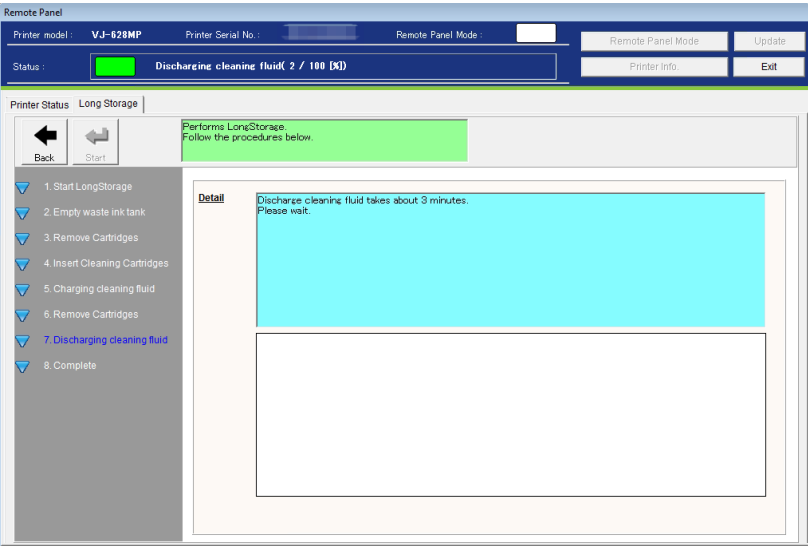 Remote Panel
Printer model : VJ-628MP Printer Serial No. : Remote Panel Mode :
Remote Panel Mode Update
Status : Discharging cleaning fluid( 2 / 100 [%])
Printer Info. Exit
Printer Status Long Storage
Back Start
Performs LongStorage.
Follow the procedures below.
1. Start LongStorage
2. Empty waste ink tank
3. Remove Cartridges
4. Insert Cleaning Cartridges
5. Charging cleaning fluid
6. Remove Cartridges
7. Discharging cleaning fluid
8. Complete
Detail
Discharge cleaning fluid takes about 3 minutes.
Please wait.